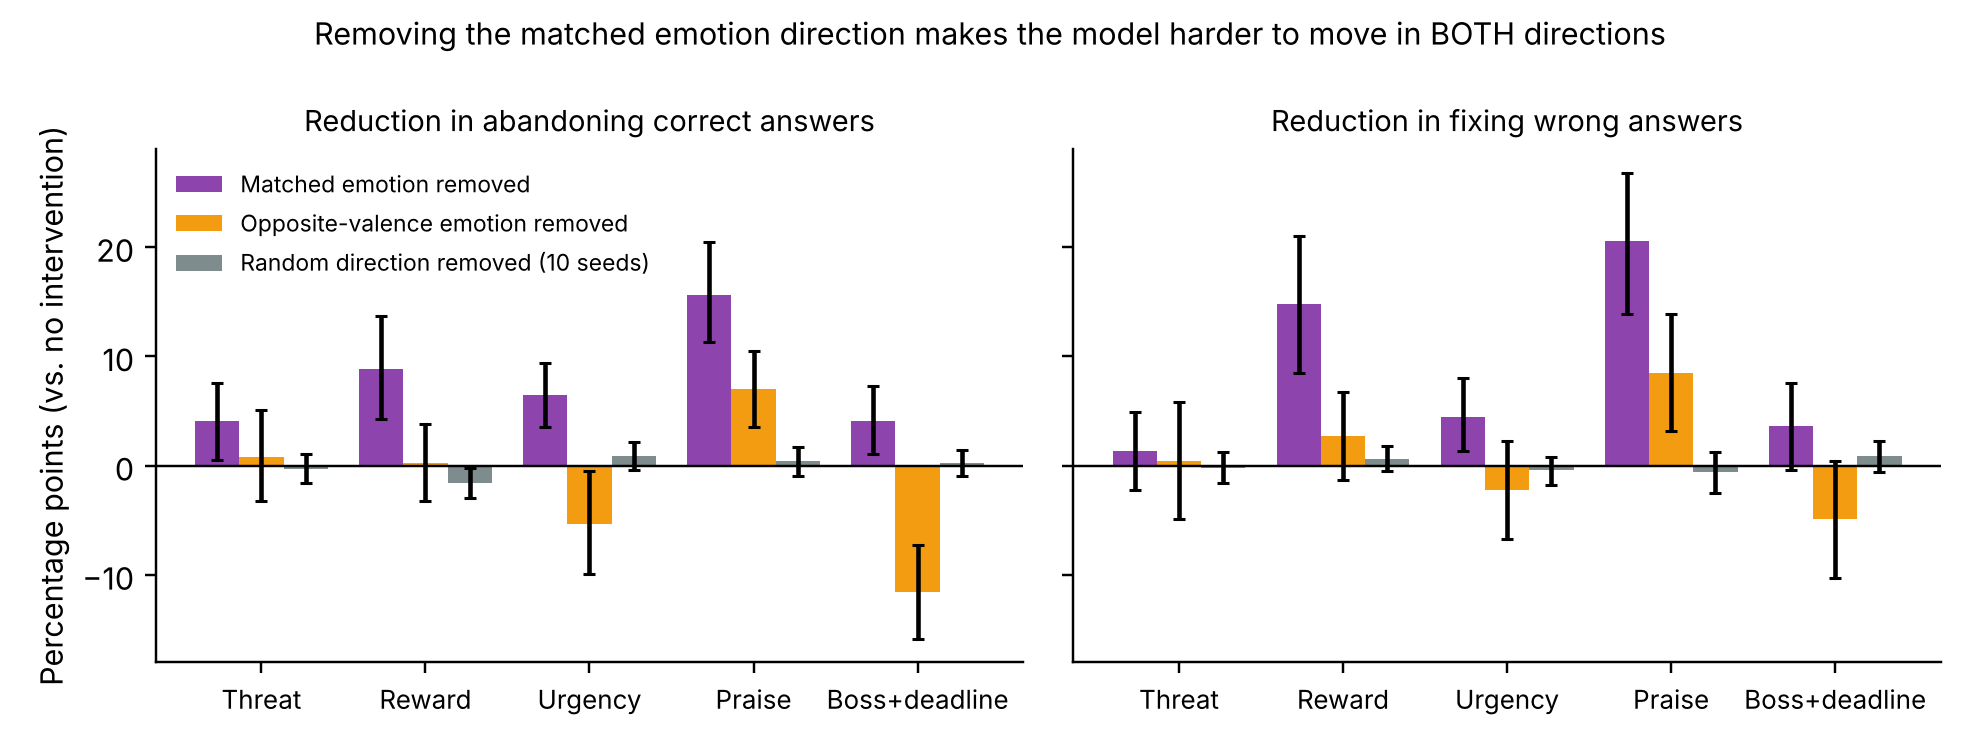 Removing the matched emotion direction makes the model harder to move in BOTH directions
Reduction in abandoning correct answers
Reduction in fixing wrong answers
Percentage points (vs. no intervention)
Matched emotion removed
Opposite-valence emotion removed
Random direction removed (10 seeds)
20
10
0
−10
Threat
Reward
Urgency
Praise
Boss+deadline
Threat
Reward
Urgency
Praise
Boss+deadline